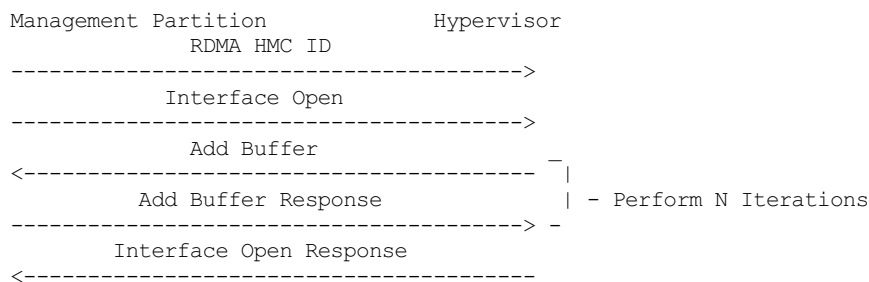 Management Partition Hypervisor
RDMA HMC ID
---------------------------------------->
Interface Open
---------------------------------------->
Add Buffer _
<---------------------------------------- |
Add Buffer Response | - Perform N Iterations
----------------------------------------> -
Interface Open Response
<----------------------------------------